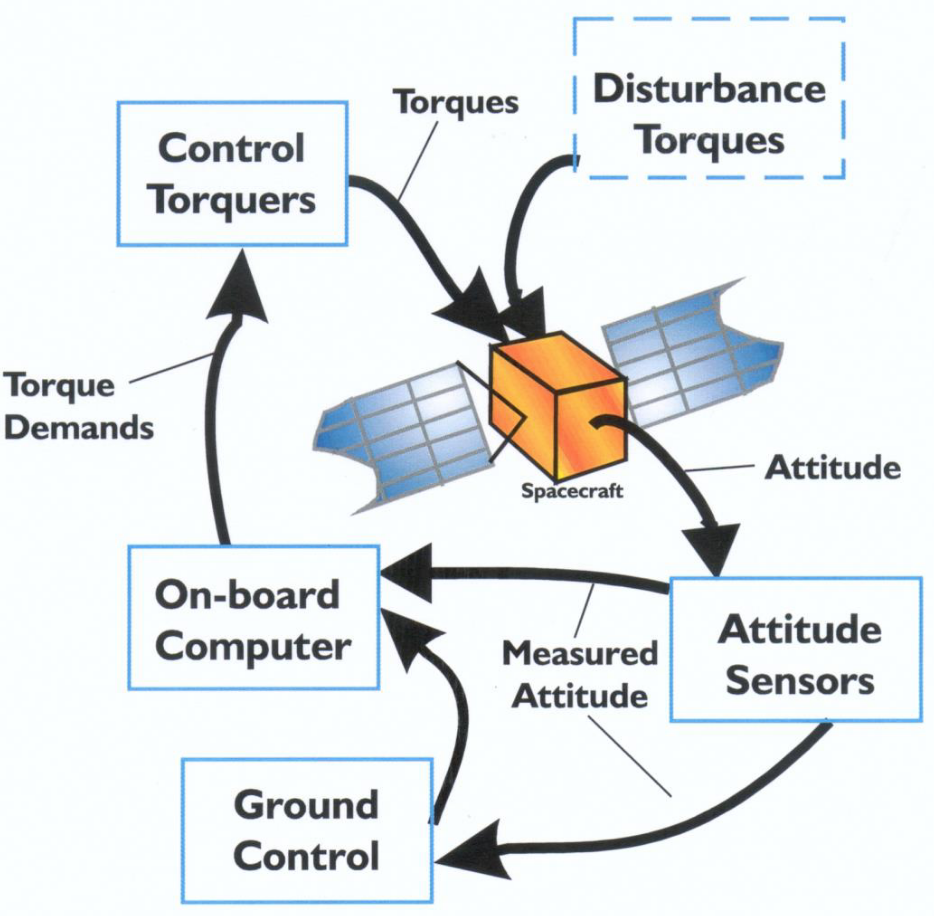 Disturbance
Torques
Torques
Control
Torquers
Torque
Demands
Spacecraft
Attitude
On-board
Computer
Measured
Attitude
Attitude
Sensors
Ground
Control